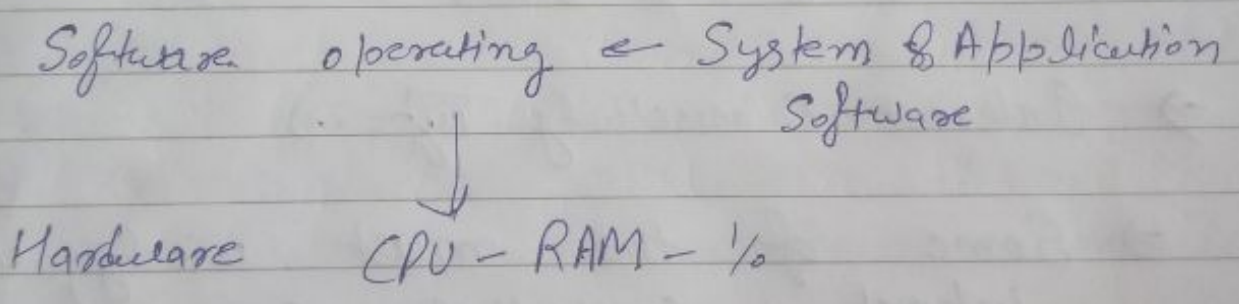 Software operating ← System & Application
Software
Hardware CPU - RAM - I/O